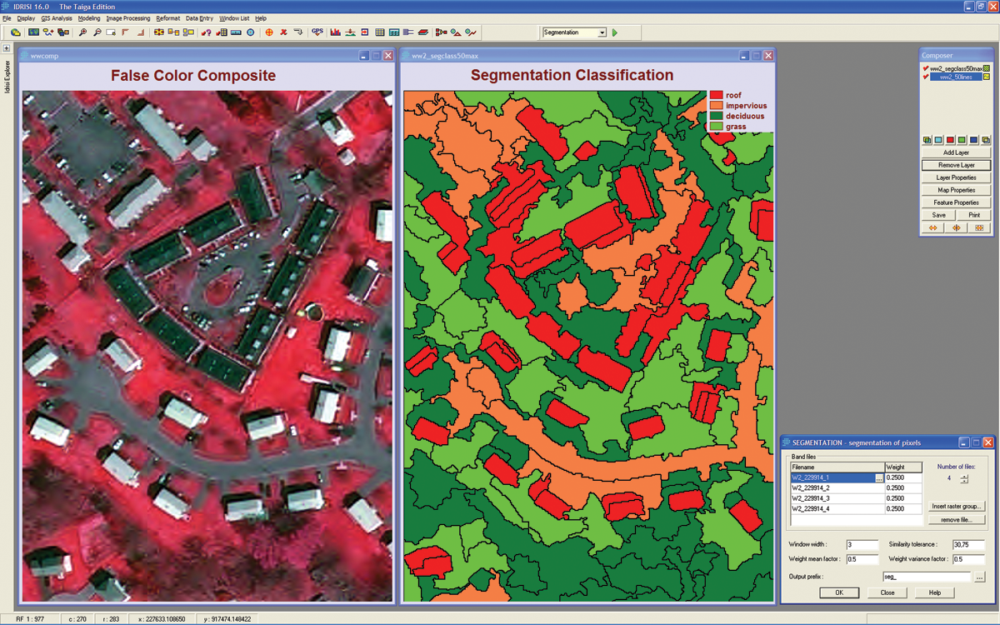 IDRISI 16.0 The Taiga Edition
File Display GIS Analysis Modeling Image Processing Reformat Data Entry Window List Help
GPS
Segmentation
Idrisi Explorer
wwcomp
False Color Composite
ww2_segclass50max
Segmentation Classification
roof
impervious
deciduous
grass
Composer
ww2_segclass50max
ww2_50lines
Add Layer
Remove Layer
Layer Properties
Map Properties
Feature Properties
Save Print
SEGMENTATION - segmentation of pixels
Band files
Filename Weight Number of files:
W2_229914_1 ... 0.2500 4
W2_229914_2 0.2500
W2_229914_3 0.2500 Insert raster group...
W2_229914_4 0.2500 remove file...
Window width : 3 Similarity tolerance : 30,75
Weight mean factor : 0.5 Weight variance factor : 0.5
Output prefix : seg_ ...
OK Close Help
RF 1 : 977 c : 270 r : 283 x : 227633.108650 y : 917474.148422